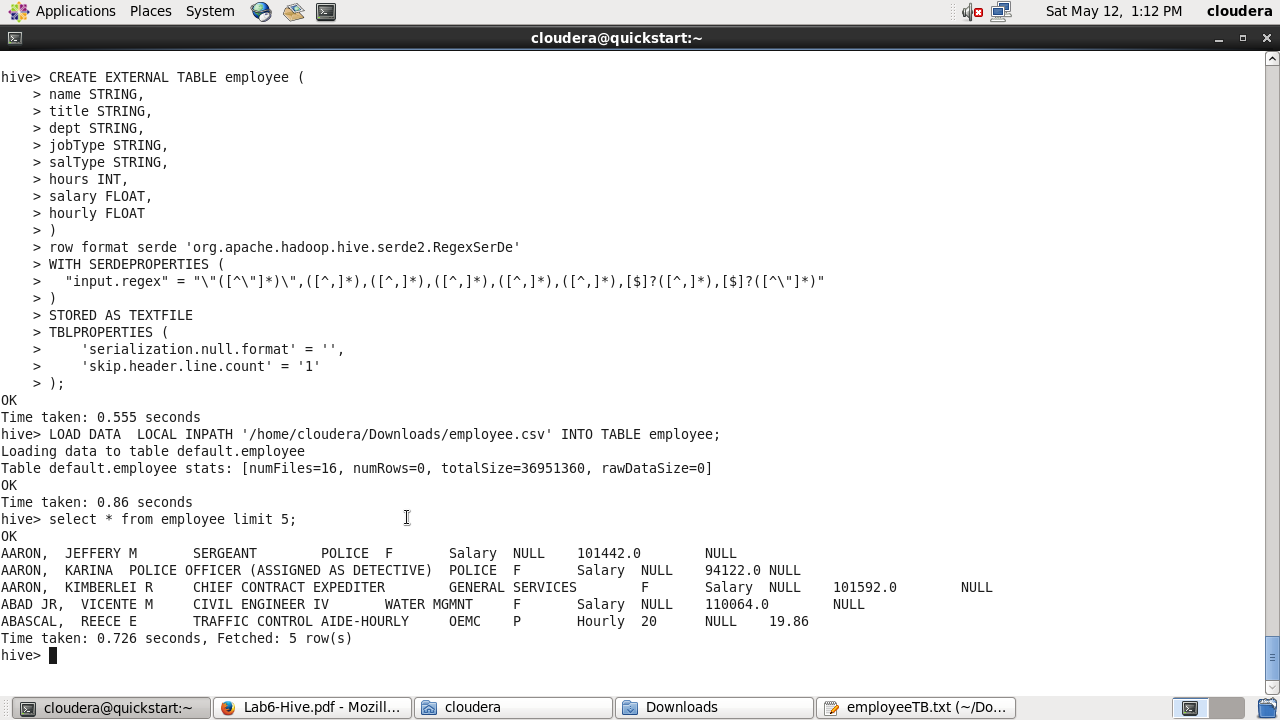 Applications Places System Sat May 12, 1:12 PM cloudera
cloudera@quickstart:~
hive> CREATE EXTERNAL TABLE employee (
    > name STRING,
    > title STRING,
    > dept STRING,
    > jobType STRING,
    > salType STRING,
    > hours INT,
    > salary FLOAT,
    > hourly FLOAT
    > )
    > row format serde 'org.apache.hadoop.hive.serde2.RegexSerDe'
    > WITH SERDEPROPERTIES (
    >   "input.regex" = "\"([^\"]*)\",([^,]*),([^,]*),([^,]*),([^,]*),([^,]*),[$]?([^,]*),[$]?([^\"]*)"
    > )
    > STORED AS TEXTFILE
    > TBLPROPERTIES (
    >     'serialization.null.format' = '',
    >     'skip.header.line.count' = '1'
    > );
OK
Time taken: 0.555 seconds
hive> LOAD DATA  LOCAL INPATH '/home/cloudera/Downloads/employee.csv' INTO TABLE employee;
Loading data to table default.employee
Table default.employee stats: [numFiles=16, numRows=0, totalSize=36951360, rawDataSize=0]
OK
Time taken: 0.86 seconds
hive> select * from employee limit 5;
OK
AARON,  JEFFERY M       SERGEANT        POLICE  F       Salary  NULL    101442.0        NULL
AARON,  KARINA  POLICE OFFICER (ASSIGNED AS DETECTIVE)  POLICE  F       Salary  NULL    94122.0 NULL
AARON,  KIMBERLEI R     CHIEF CONTRACT EXPEDITER        GENERAL SERVICES        F       Salary  NULL    101592.0        NULL
ABAD JR,  VICENTE M     CIVIL ENGINEER IV       WATER MGMNT     F       Salary  NULL    110064.0        NULL
ABASCAL,  REECE E       TRAFFIC CONTROL AIDE-HOURLY     OEMC    P       Hourly  20      NULL    19.86
Time taken: 0.726 seconds, Fetched: 5 row(s)
hive>
cloudera@quickstart:~ Lab6-Hive.pdf - Mozill... cloudera Downloads employeeTB.txt (~/Do...